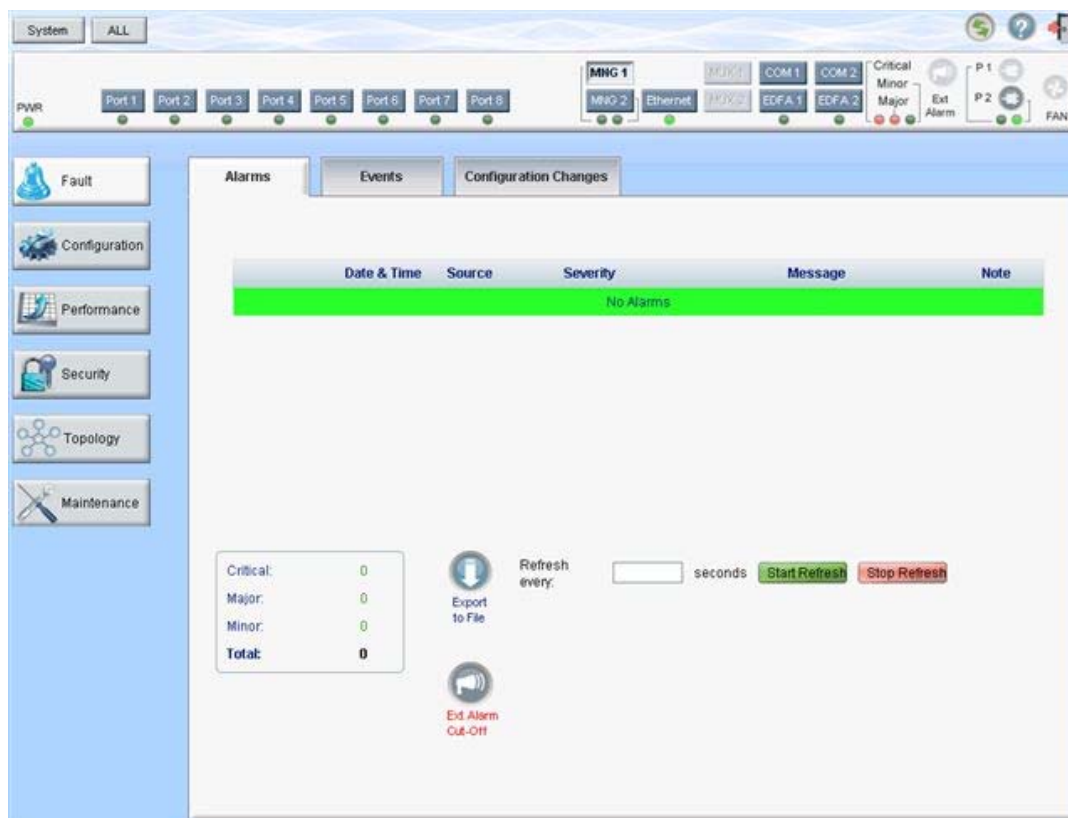 System ALL
Critical
P 1
MNG 1 MUX 1 COM 1 COM 2
Minor
PWR Port 1 Port 2 Port 3 Port 4 Port 5 Port 6 Port 7 Port 8
MNG 2 Ethernet MUX 2 EDFA 1 EDFA 2
Major
Ext
Alarm
P 2
FAN
Fault
Configuration
Performance
Security
Topology
Maintenance
Alarms Events Configuration Changes
Date & Time Source Severity Message Note
No Alarms
Critical: 0
Major: 0
Minor: 0
Total: 0
Export
to File
Refresh
every: seconds Start Refresh Stop Refresh
Ext. Alarm
Cut-Off